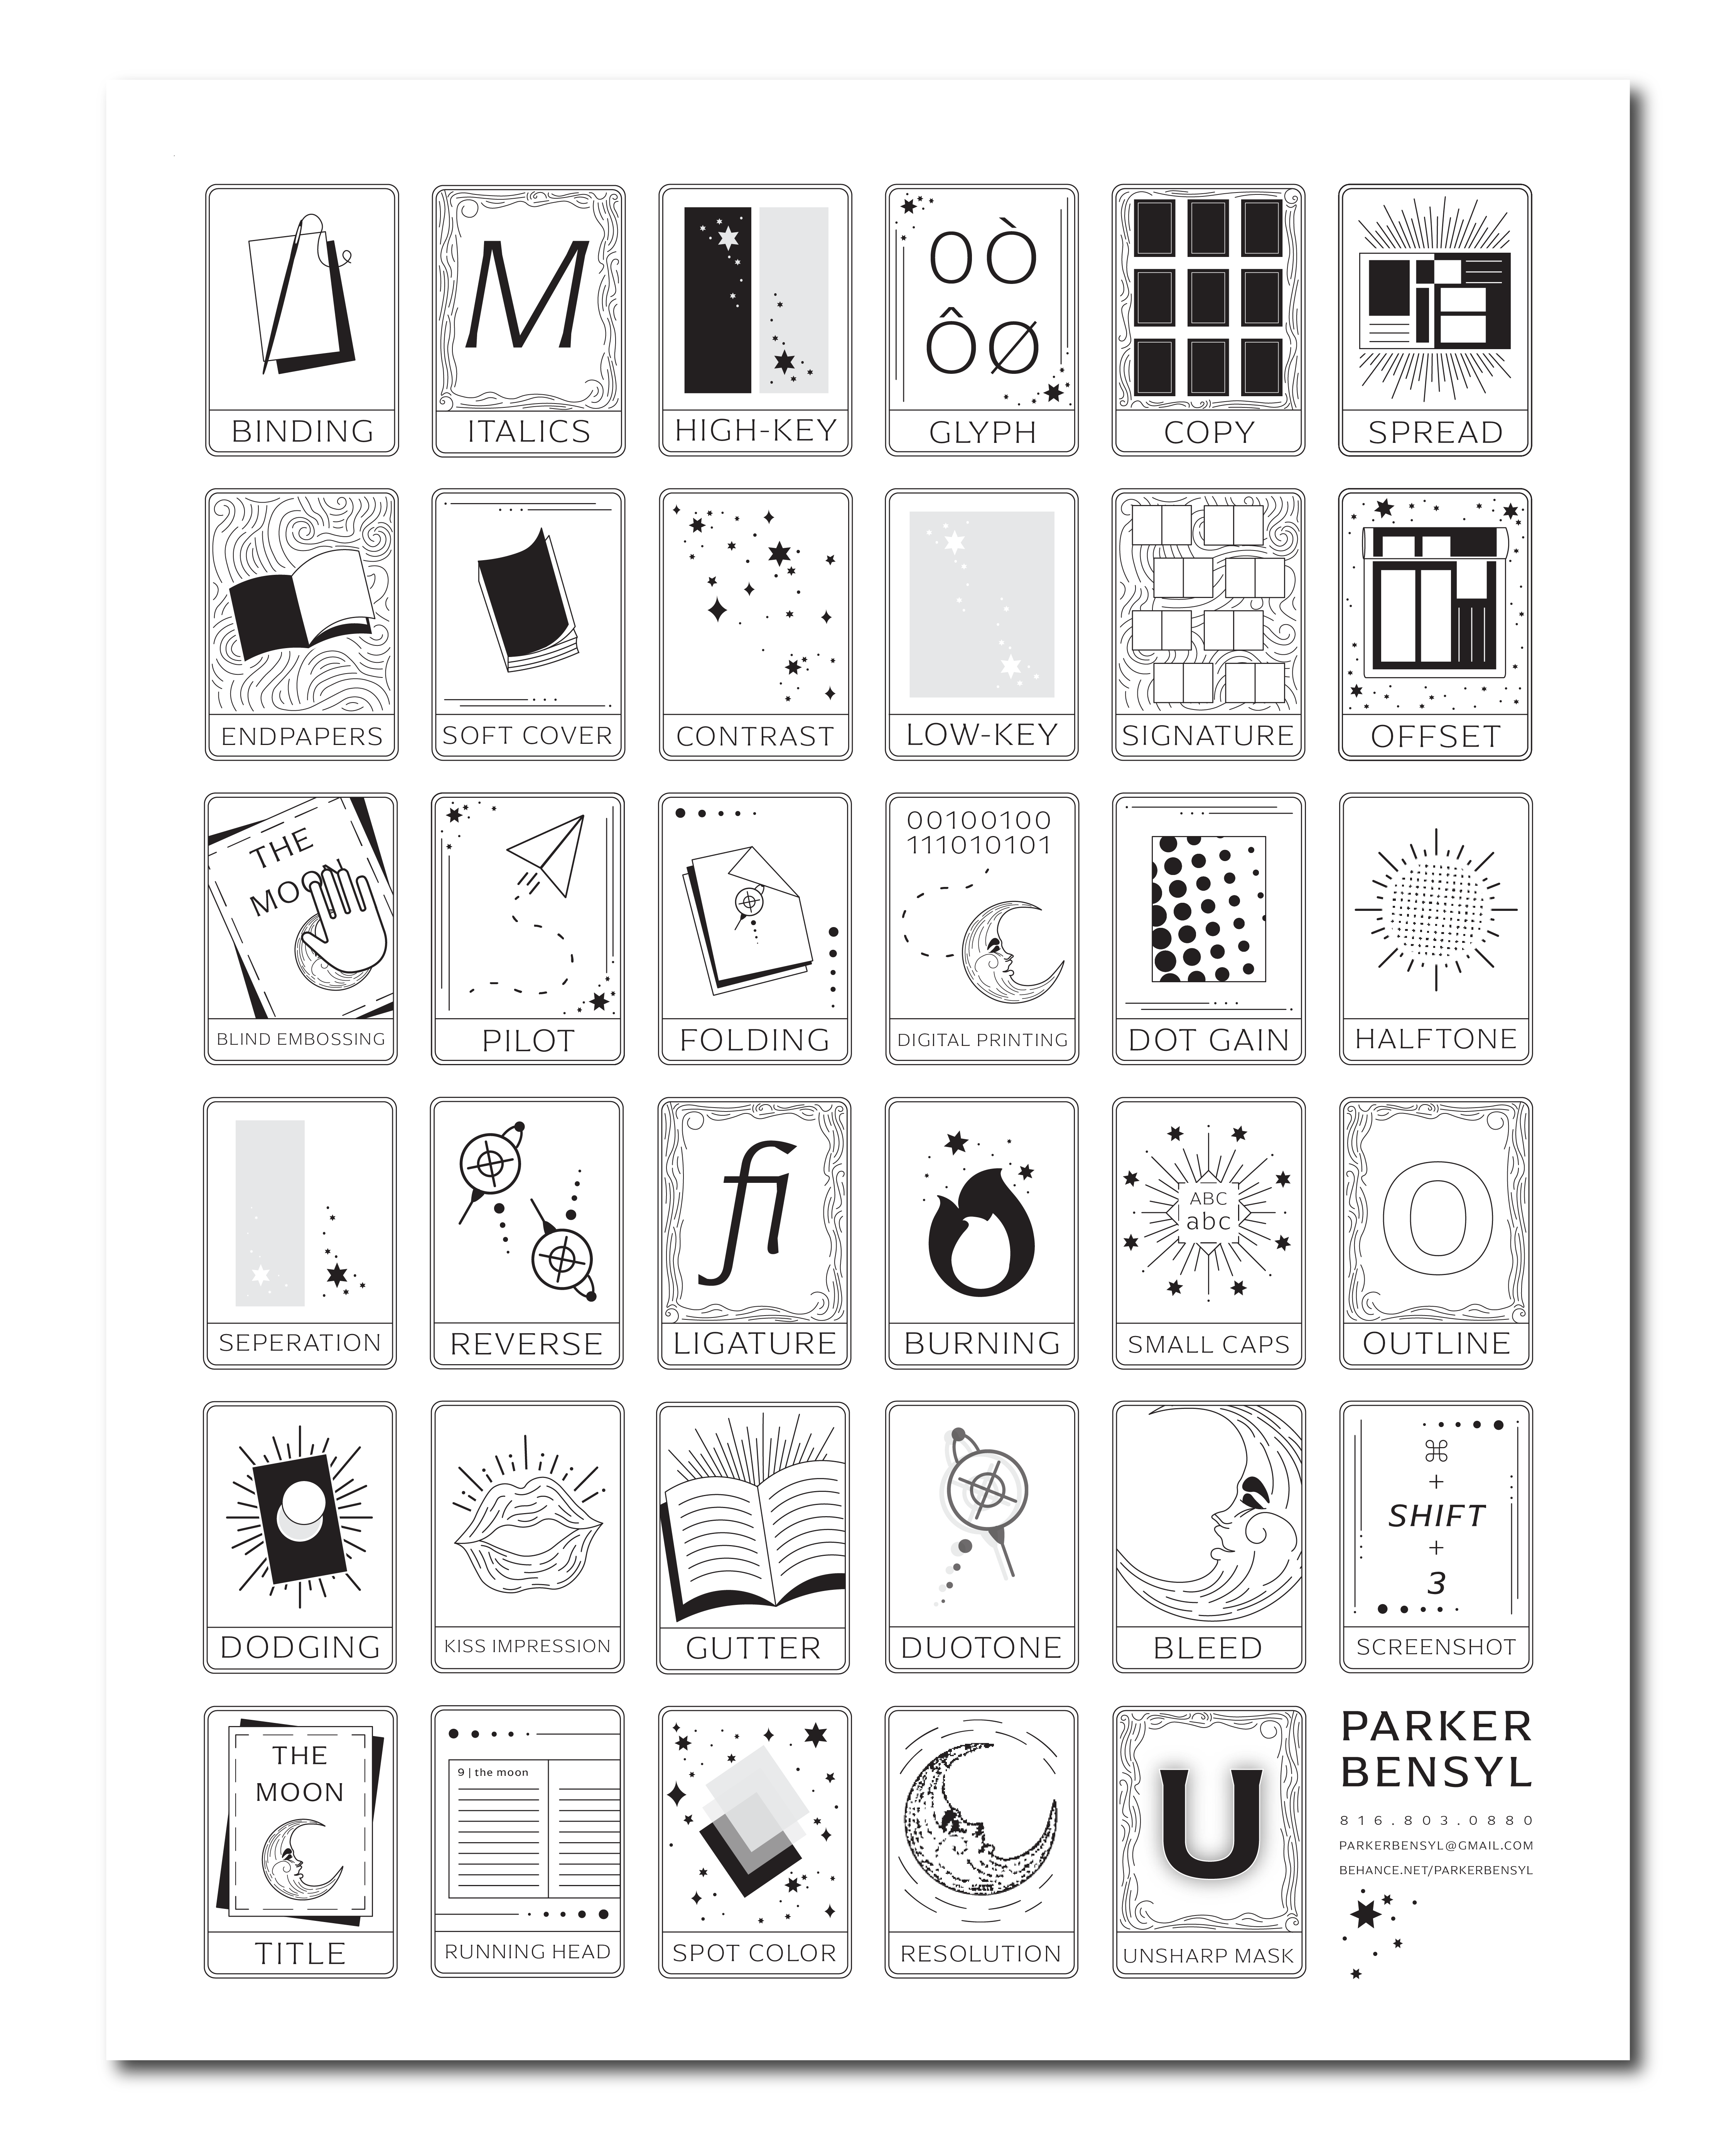 M
0 Ò
Ô Ø
BINDING
ITALICS
HIGH-KEY
GLYPH
COPY
SPREAD
ENDPAPERS
SOFT COVER
CONTRAST
LOW-KEY
SIGNATURE
OFFSET
THE
MOON
00100100
111010101
BLIND EMBOSSING
PILOT
FOLDING
DIGITAL PRINTING
DOT GAIN
HALFTONE
fi
ABC
abc
O
SEPERATION
REVERSE
LIGATURE
BURNING
SMALL CAPS
OUTLINE
⌘
+
SHIFT
+
3
DODGING
KISS IMPRESSION
GUTTER
DUOTONE
BLEED
SCREENSHOT
THE
MOON
9 | the moon
U
TITLE
RUNNING HEAD
SPOT COLOR
RESOLUTION
UNSHARP MASK
PARKER
BENSYL
816.803.0880
PARKERBENSYL@GMAIL.COM
BEHANCE.NET/PARKERBENSYL